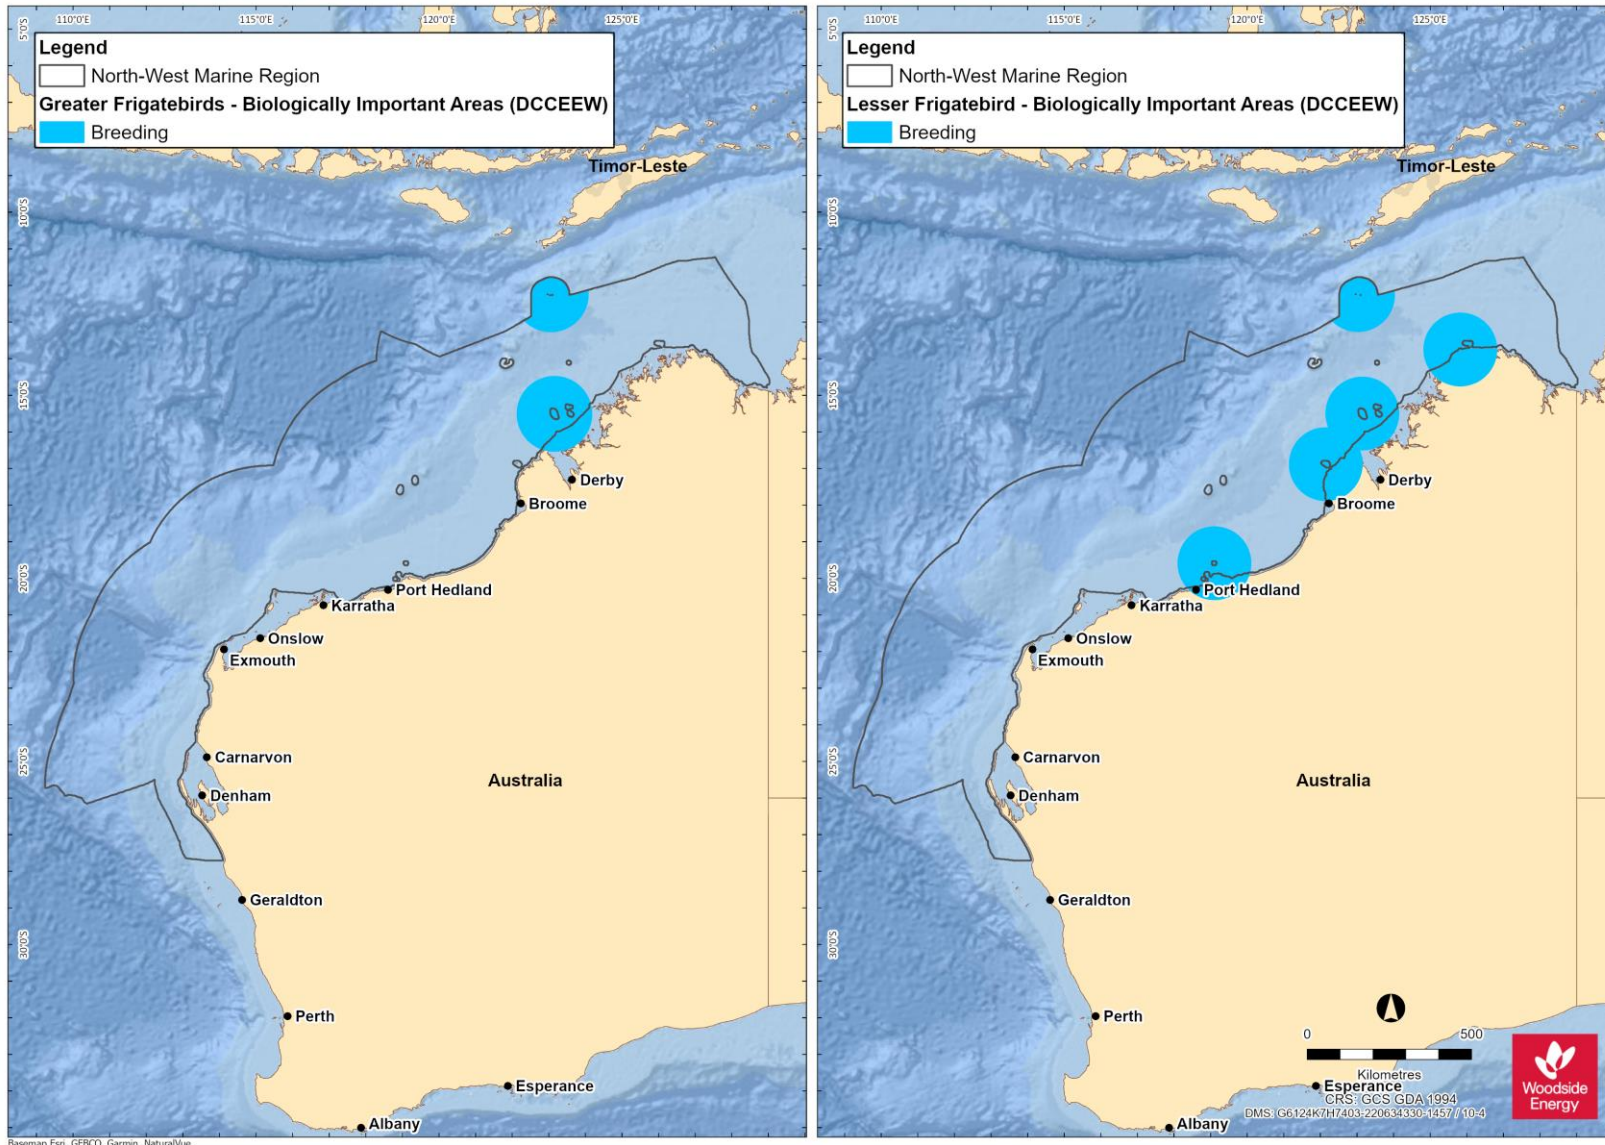 110°0'E 115°0'E 120°0'E 125°0'E
Legend
North-West Marine Region
Greater Frigatebirds - Biologically Important Areas (DCCEEW)
Breeding
Timor-Leste
5°0'S
10°0'S
15°0'S
20°0'S
25°0'S
30°0'S
Derby
Broome
Port Hedland
Karratha
Onslow
Exmouth
Carnarvon
Australia
Denham
Geraldton
Perth
Esperance
Albany
Basemap Esri, GEBCO, Garmin, NaturalVue
110°0'E 115°0'E 120°0'E 125°0'E
Legend
North-West Marine Region
Lesser Frigatebird - Biologically Important Areas (DCCEEW)
Breeding
Timor-Leste
5°0'S
10°0'S
15°0'S
20°0'S
25°0'S
30°0'S
Derby
Broome
Port Hedland
Karratha
Onslow
Exmouth
Carnarvon
Australia
Denham
Geraldton
Perth
0 500
Kilometres
Esperance
CRS: GCS GDA 1994
DMS: G6124K7H7403-220634330-1457 / 10-4
Albany
Woodside
Energy